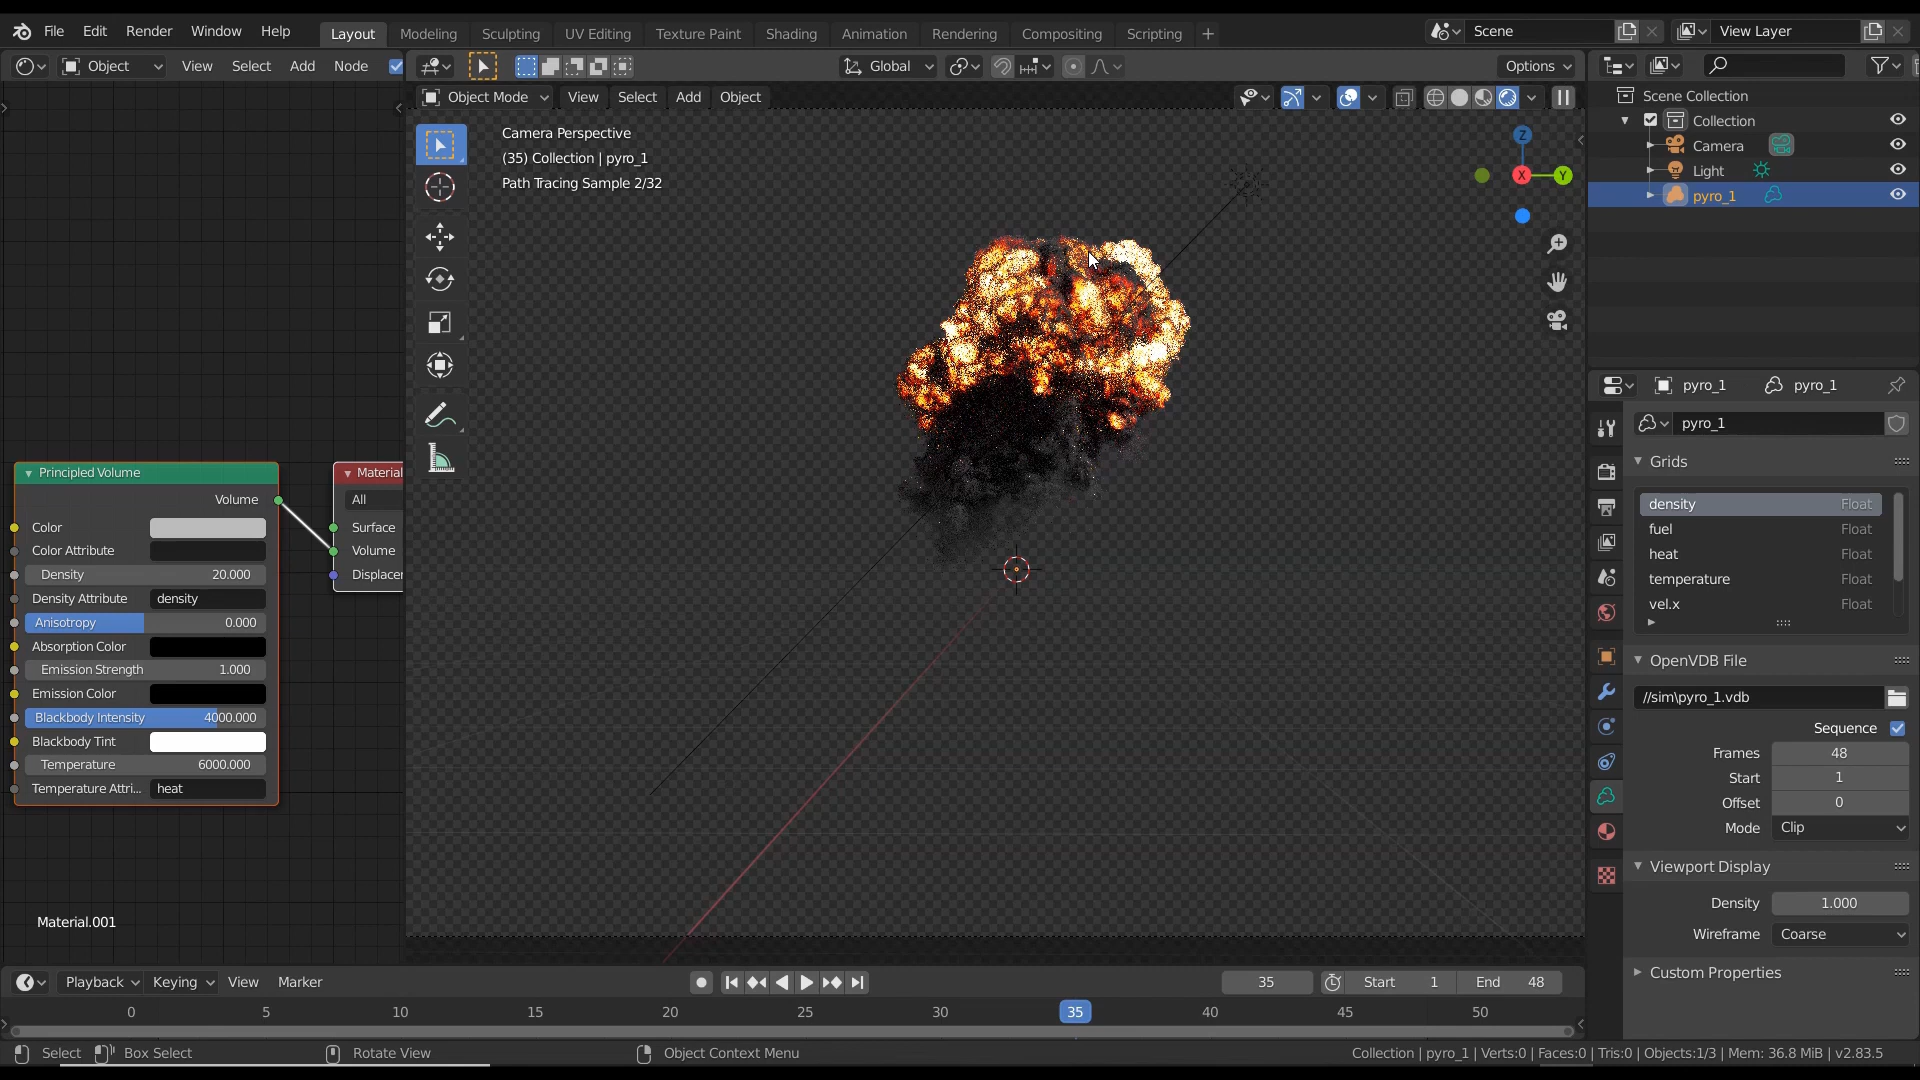 File Edit Render Window Help Layout Modeling Sculpting UV Editing Texture Paint Shading Animation Rendering Compositing Scripting + Scene View Layer
Object View Select Add Node Global Options
Object Mode View Select Add Object
Camera Perspective
(35) Collection | pyro_1
Path Tracing Sample 2/32
Z
X
Y
Scene Collection
Collection
Camera
Light
pyro_1
pyro_1 pyro_1
pyro_1
Grids
density Float
fuel Float
heat Float
temperature Float
vel.x Float
OpenVDB File
//sim\pyro_1.vdb
Sequence
Frames 48
Start 1
Offset 0
Mode Clip
Viewport Display
Density 1.000
Wireframe Coarse
Custom Properties
Principled Volume
Volume
Color
Color Attribute
Density 20.000
Density Attribute density
Anisotropy 0.000
Absorption Color
Emission Strength 1.000
Emission Color
Blackbody Intensity 4000.000
Blackbody Tint
Temperature 6000.000
Temperature Attri... heat
Material
All
Surface
Volume
Displacer
Material.001
Playback Keying View Marker 35 Start 1 End 48
0 5 10 15 20 25 30 35 40 45 50
Select Box Select Rotate View Object Context Menu Collection | pyro_1 | Verts:0 | Faces:0 | Tris:0 | Objects:1/3 | Mem: 36.8 MiB | v2.83.5